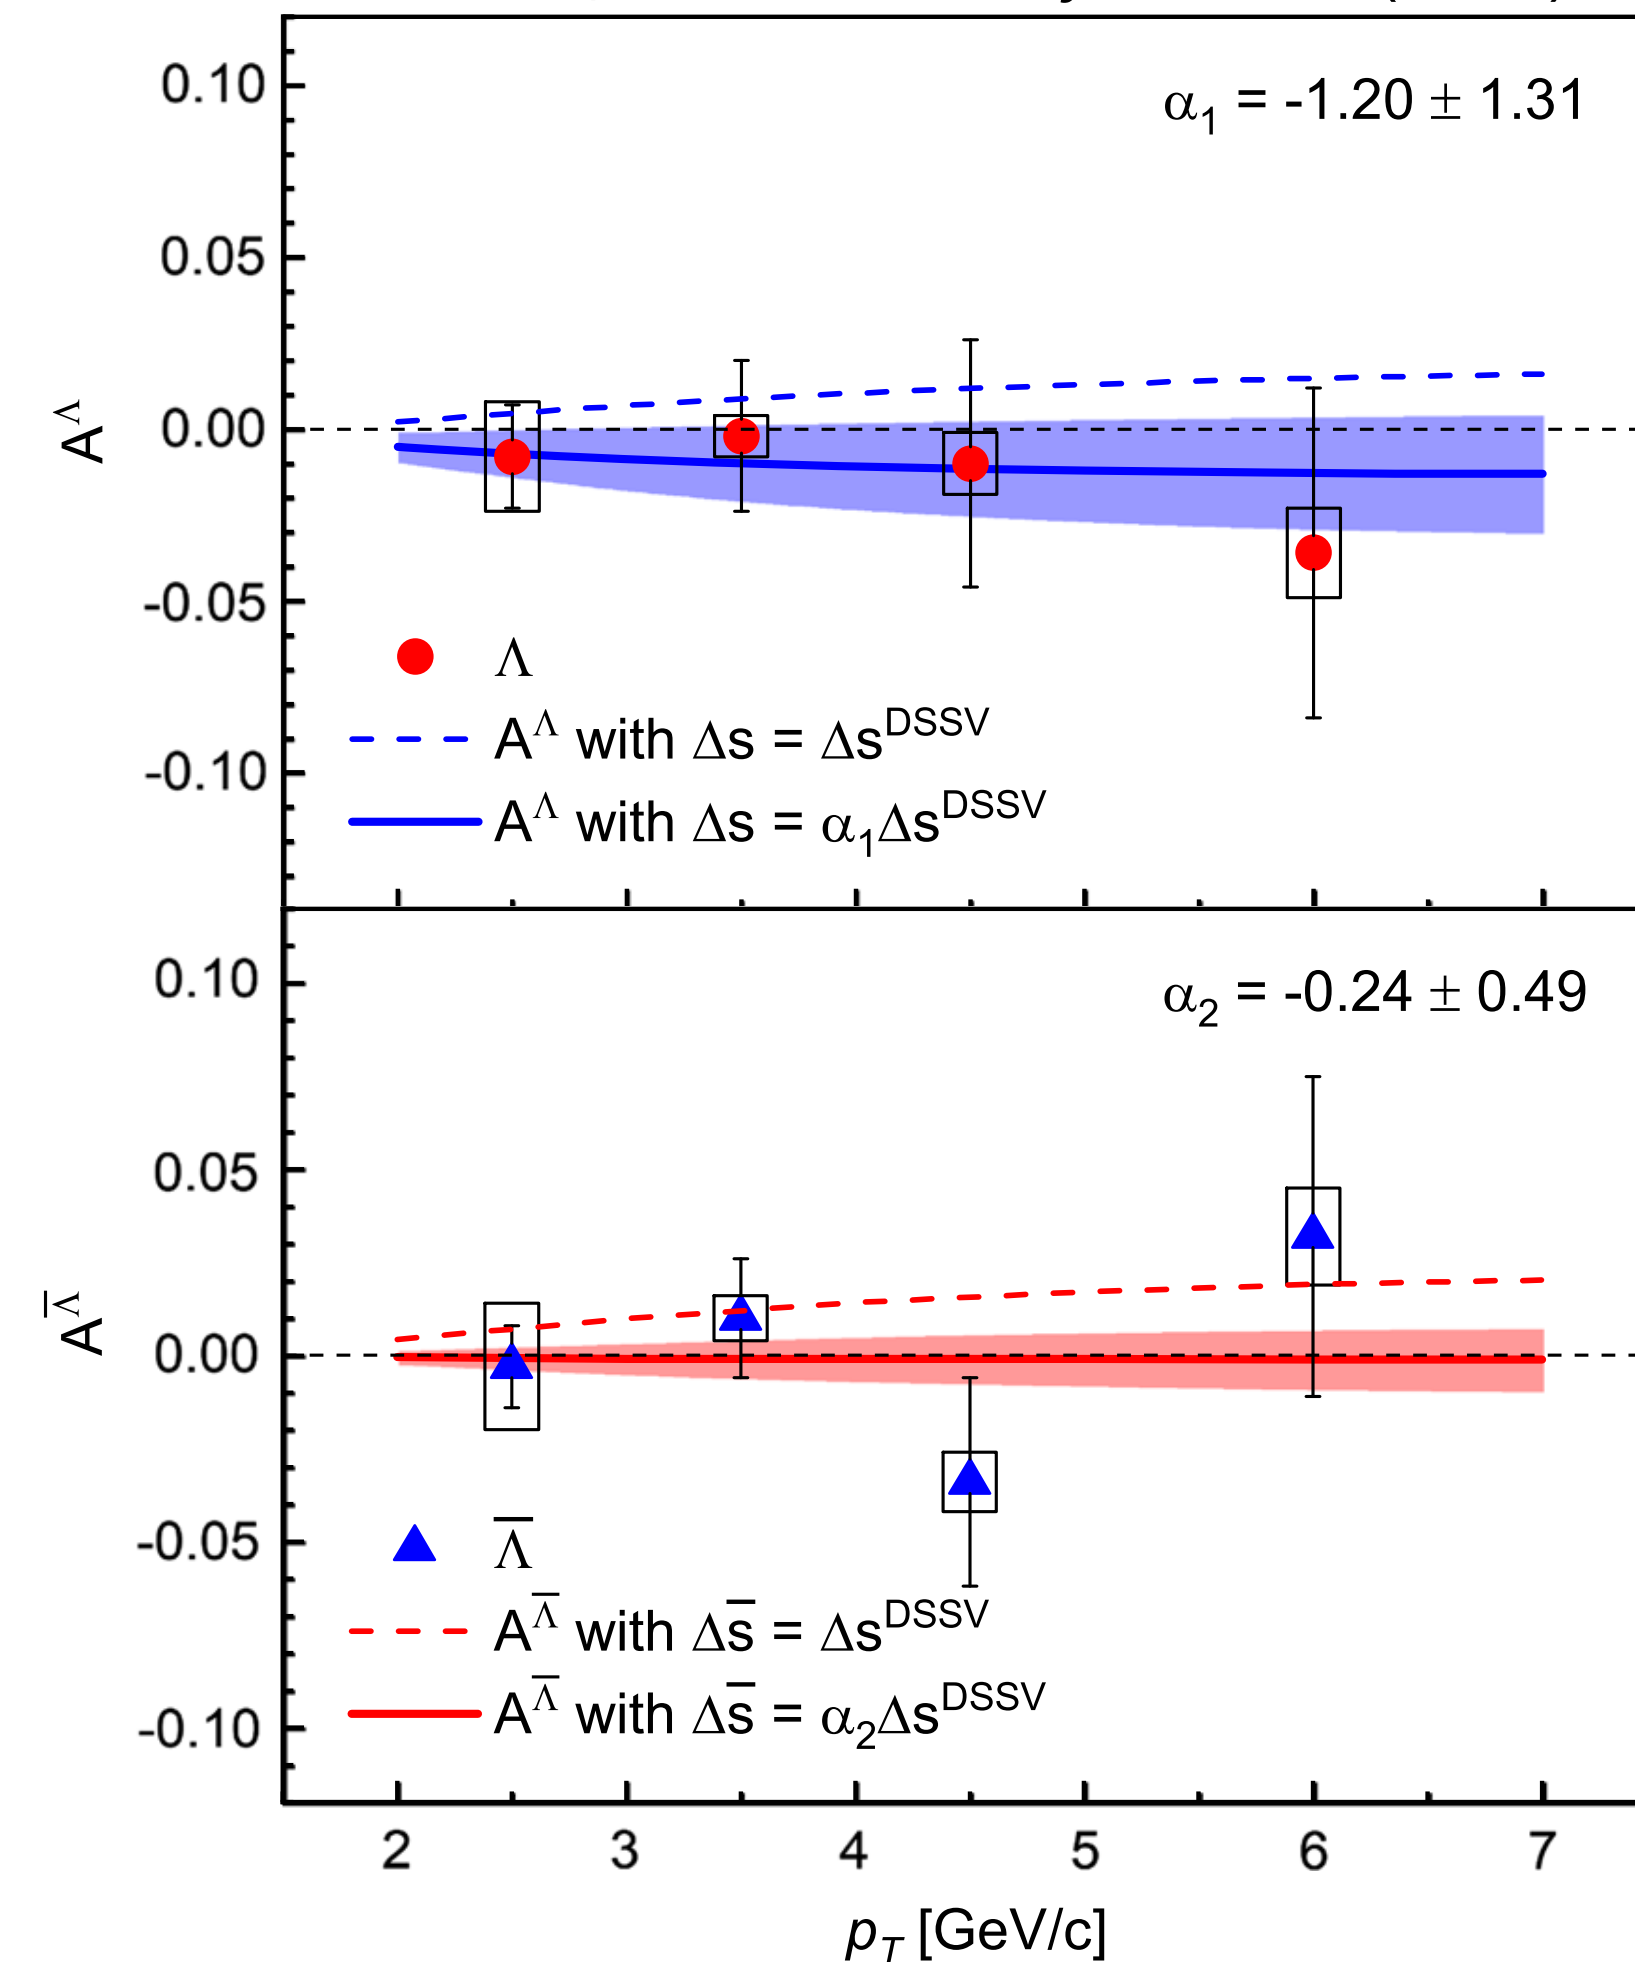 0.10
α₁ = -1.20 ± 1.31
0.05
0.00
-0.05
-0.10
A^Λ
Λ
A^Λ with Δs = Δs^DSSV
A^Λ with Δs = α₁Δs^DSSV
0.10
α₂ = -0.24 ± 0.49
0.05
0.00
-0.05
-0.10
A^Λ̅
Λ̅
A^Λ̅ with Δs̅ = Δs^DSSV
A^Λ̅ with Δs̅ = α₂Δs^DSSV
2 3 4 5 6 7
p_T [GeV/c]